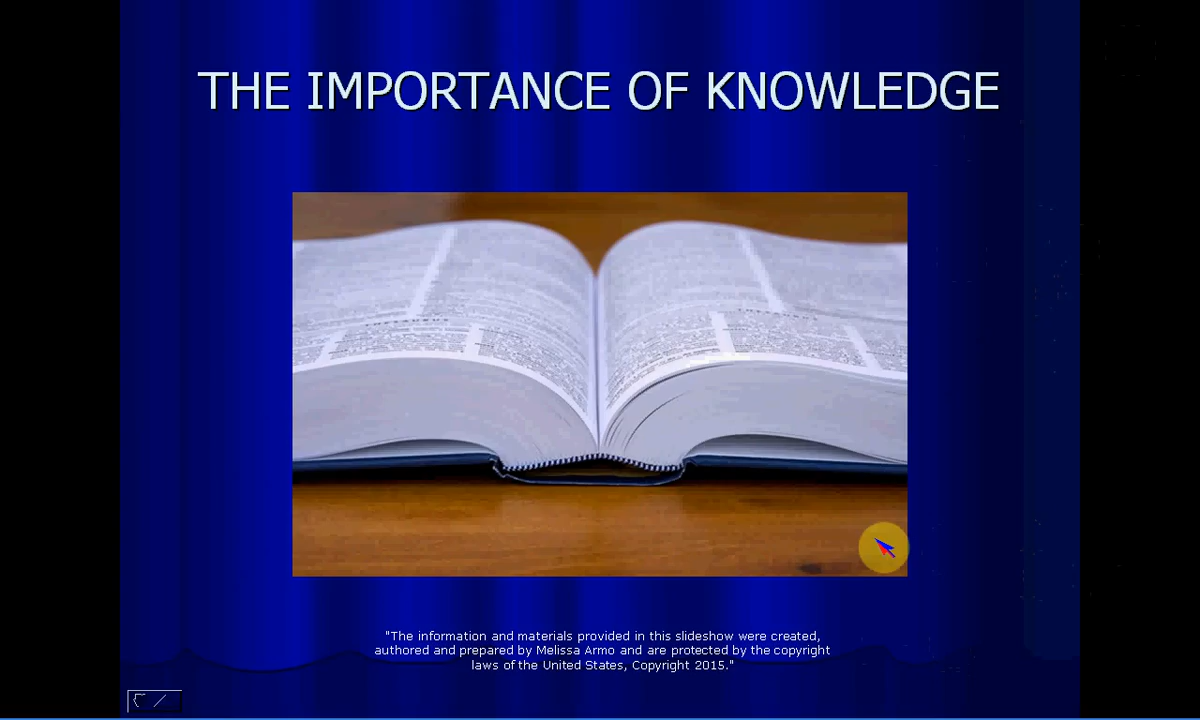 THE IMPORTANCE OF KNOWLEDGE
"The information and materials provided in this slideshow were created,
authored and prepared by Melissa Armo and are protected by the copyright
laws of the United States, Copyright 2015."